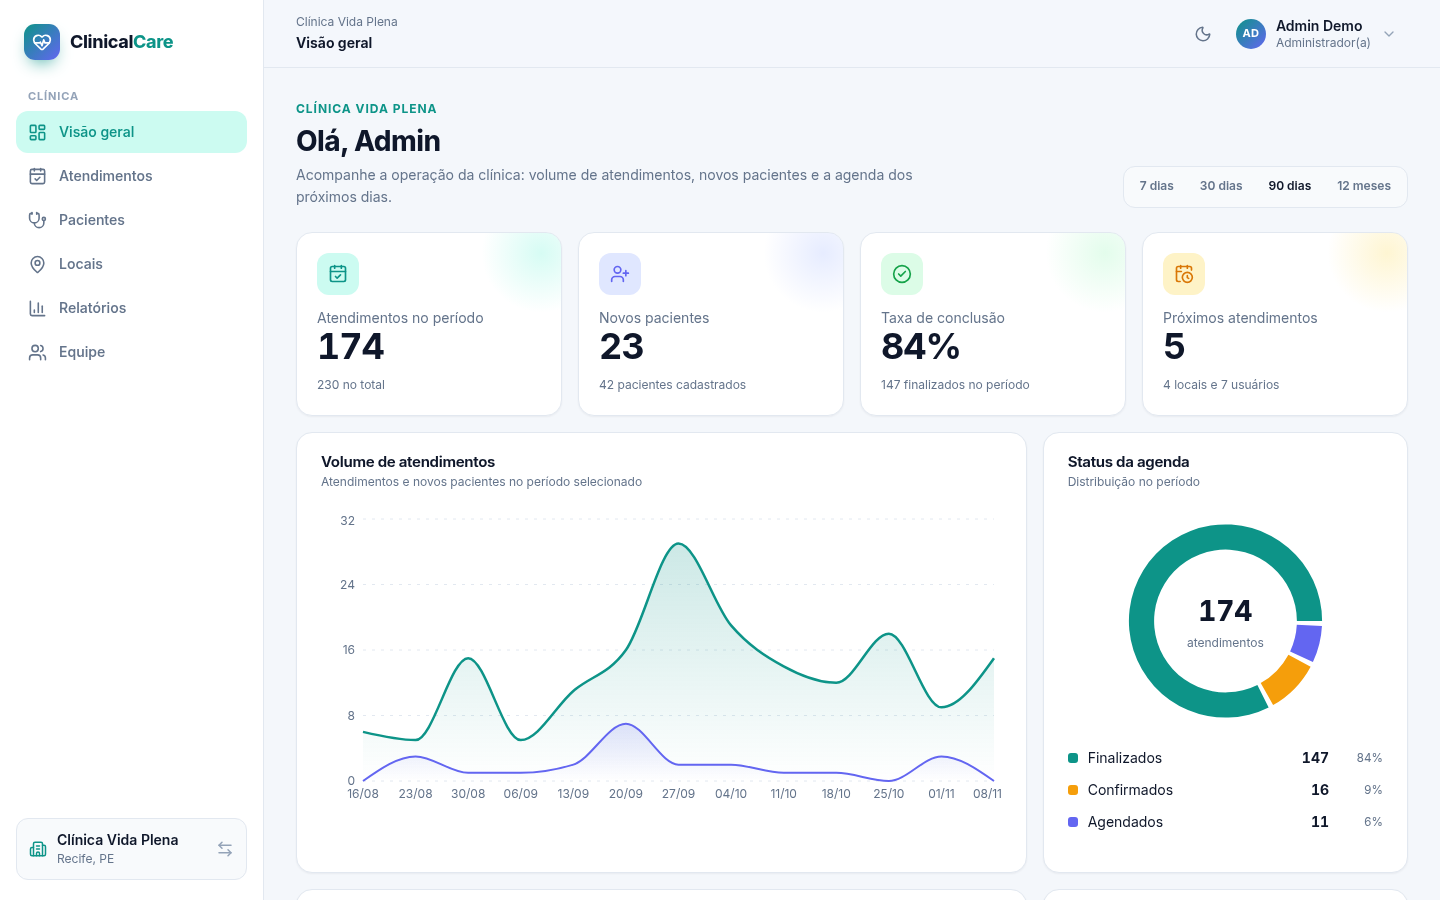 ClinicalCare
CLÍNICA
Visão geral
Atendimentos
Pacientes
Locais
Relatórios
Equipe
Clínica Vida Plena
Recife, PE
Clínica Vida Plena
Visão geral
AD
Admin Demo
Administrador(a)
CLÍNICA VIDA PLENA
Olá, Admin
Acompanhe a operação da clínica: volume de atendimentos, novos pacientes e a agenda dos
próximos dias.
7 dias
30 dias
90 dias
12 meses
Atendimentos no período
174
230 no total
Novos pacientes
23
42 pacientes cadastrados
Taxa de conclusão
84%
147 finalizados no período
Próximos atendimentos
5
4 locais e 7 usuários
Volume de atendimentos
Atendimentos e novos pacientes no período selecionado
32
24
16
8
0
16/08 23/08 30/08 06/09 13/09 20/09 27/09 04/10 11/10 18/10 25/10 01/11 08/11
Status da agenda
Distribuição no período
174
atendimentos
Finalizados 147 84%
Confirmados 16 9%
Agendados 11 6%